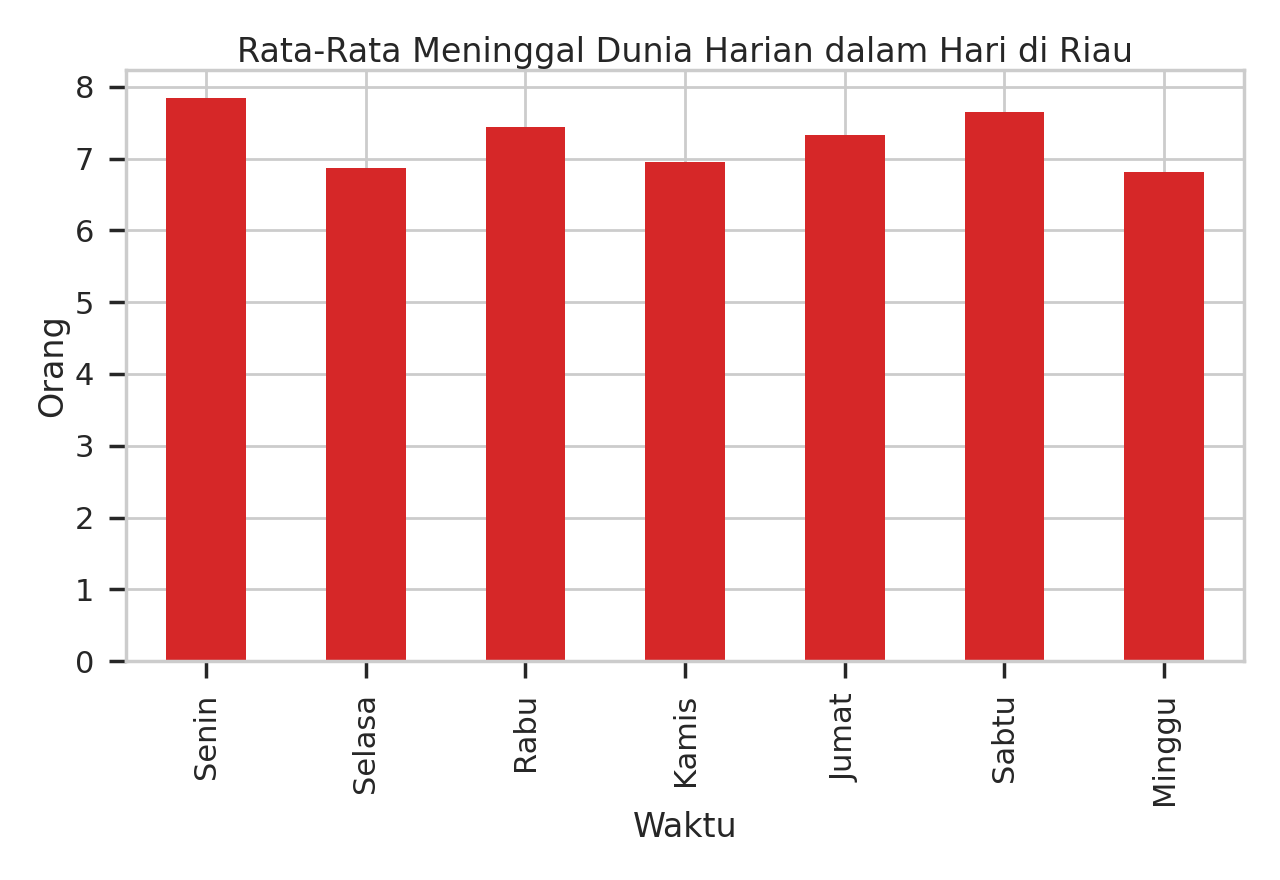 Rata-Rata Meninggal Dunia Harian dalam Hari di Riau
Orang
8
7
6
5
4
3
2
1
0
Senin
Selasa
Rabu
Kamis
Jumat
Sabtu
Minggu
Waktu